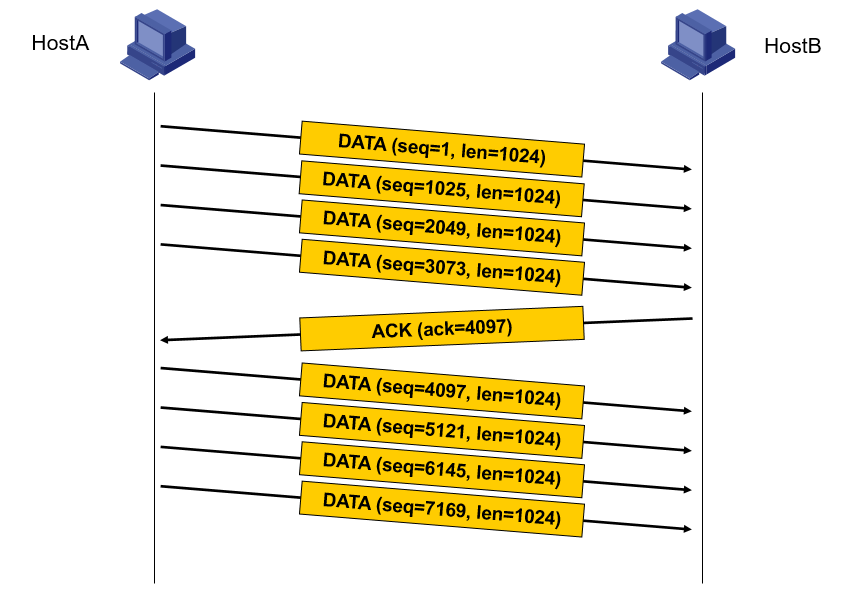 HostA
HostB
DATA (seq=1, len=1024)
DATA (seq=1025, len=1024)
DATA (seq=2049, len=1024)
DATA (seq=3073, len=1024)
ACK (ack=4097)
DATA (seq=4097, len=1024)
DATA (seq=5121, len=1024)
DATA (seq=6145, len=1024)
DATA (seq=7169, len=1024)